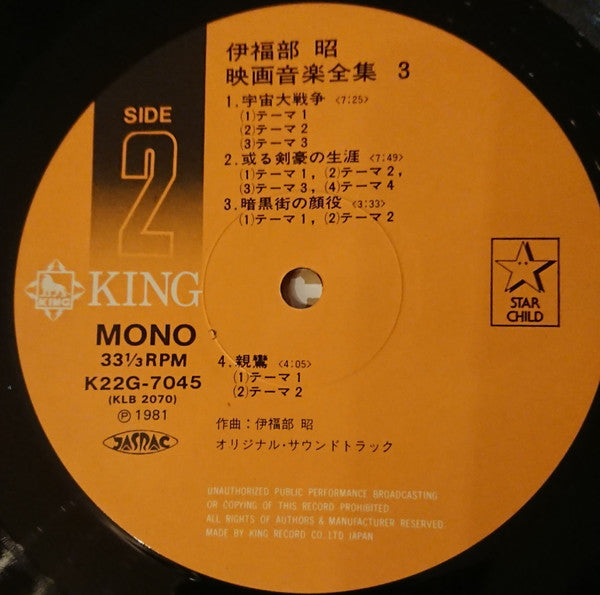 伊福部 昭
映画音楽全集 3
SIDE
2
1.宇宙大戦争 <7:25>
(1)テーマ1
(2)テーマ2
(3)テーマ3
2.或る剣豪の生涯 <7:49>
(1)テーマ1, (2)テーマ2,
(3)テーマ3, (4)テーマ4
3.暗黒街の顔役 <3:33>
(1)テーマ1, (2)テーマ2
KING
KING
STAR
CHILD
MONO
33⅓RPM
K22G-7045
(KLB 2070)
Ⓟ 1981
JASRAC
4.親鸞 <4:05>
(1)テーマ1
(2)テーマ2
作曲:伊福部 昭
オリジナル・サウンドトラック
UNAUTHORIZED PUBLIC PERFORMANCE BROADCASTING
OR COPYING OF THIS RECORD PROHIBITED
ALL RIGHTS OF AUTHORS & MANUFACTURER RESERVED.
MADE BY KING RECORD CO.,LTD JAPAN